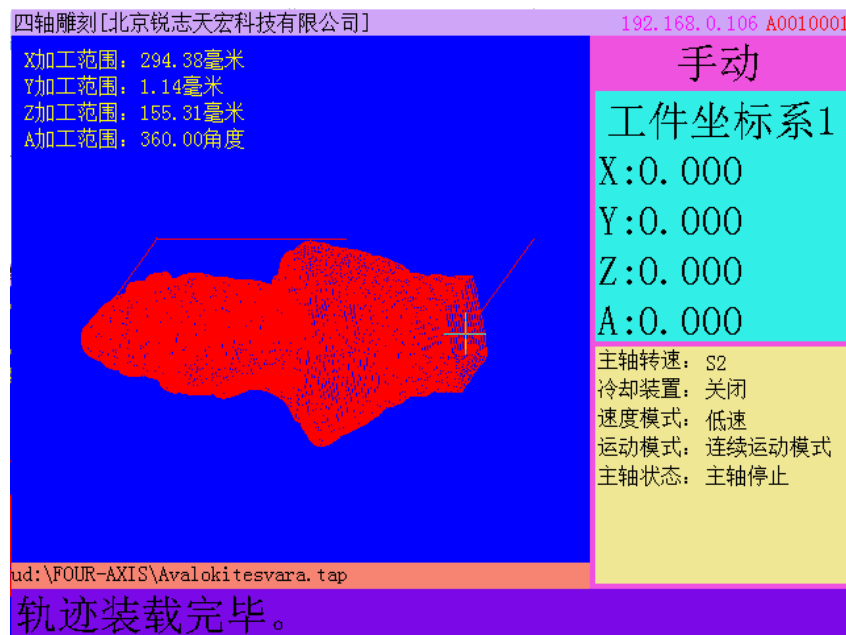 四轴雕刻[北京锐志天宏科技有限公司]
192.168.0.106 A0010001
X加工范围：294.38毫米
Y加工范围：1.14毫米
Z加工范围：155.31毫米
A加工范围：360.00角度
手动
工件坐标系1
X:0.000
Y:0.000
Z:0.000
A:0.000
主轴转速：S2
冷却装置：关闭
速度模式：低速
运动模式：连续运动模式
主轴状态：主轴停止
ud:\FOUR-AXIS\Avalokitesvara.tap
轨迹装载完毕。